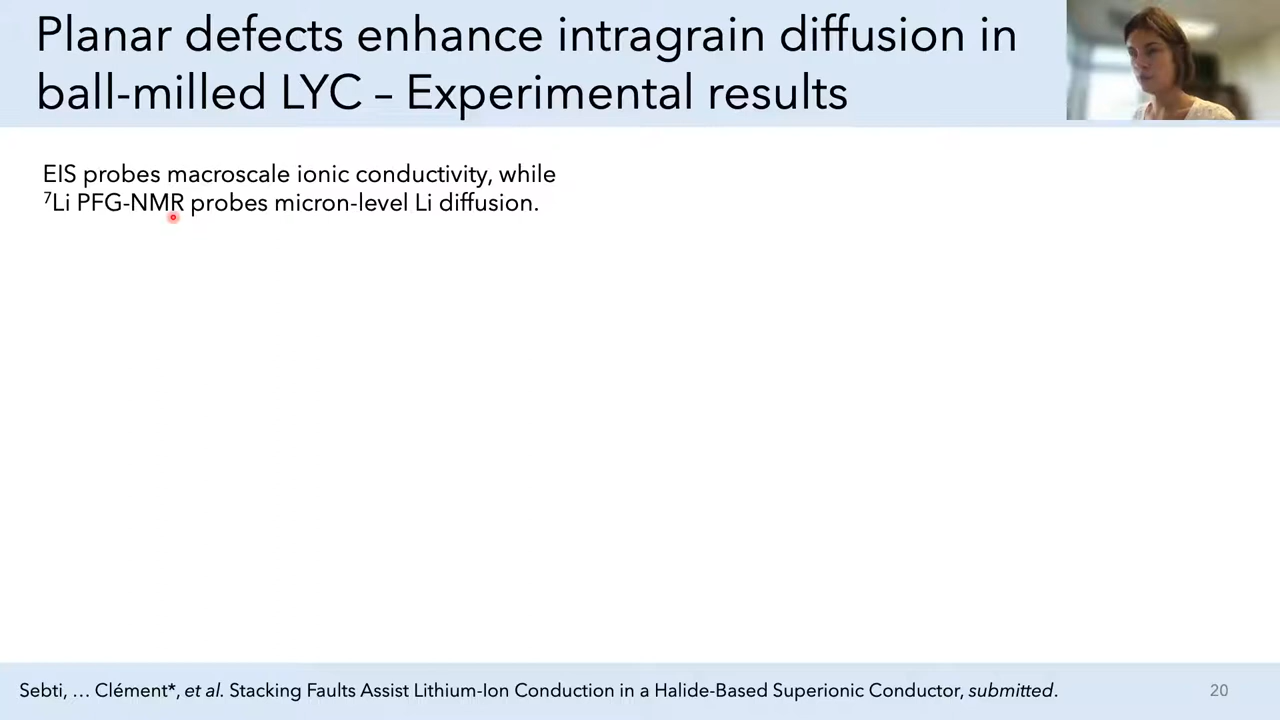 Planar defects enhance intragrain diffusion in
ball-milled LYC – Experimental results
EIS probes macroscale ionic conductivity, while
⁷Li PFG-NMR probes micron-level Li diffusion.
Sebti, … Clément*, et al. Stacking Faults Assist Lithium-Ion Conduction in a Halide-Based Superionic Conductor, submitted.
20